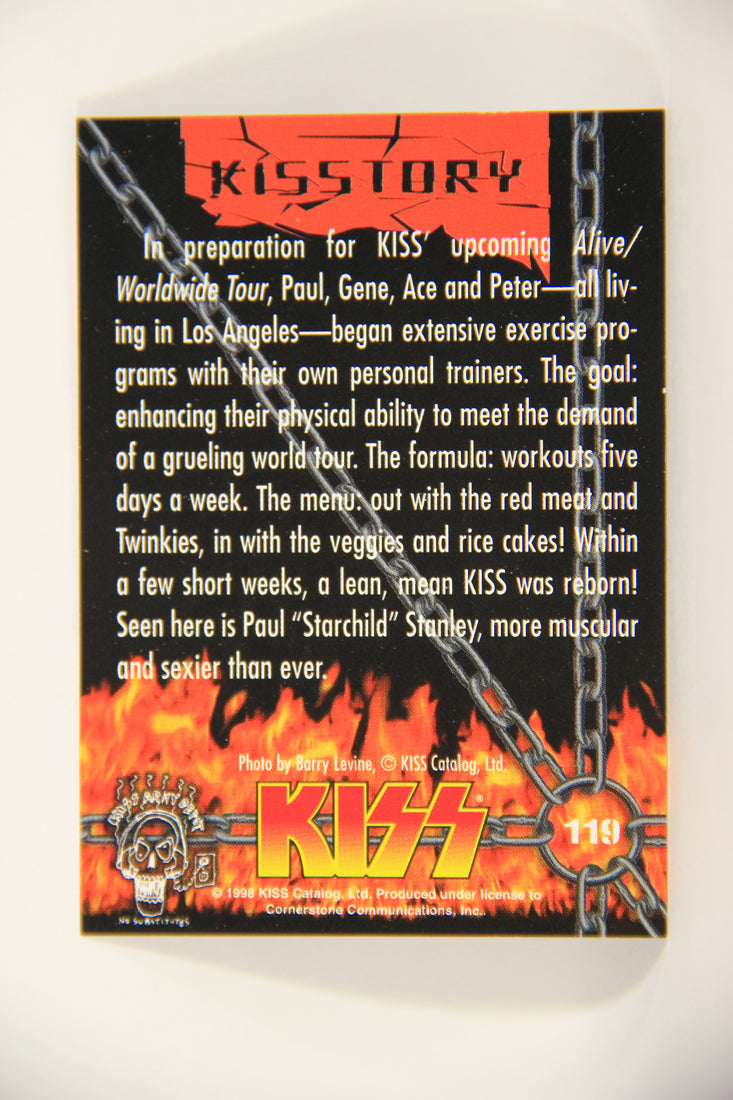 KISSTORY
In preparation for KISS' upcoming Alive/
Worldwide Tour, Paul, Gene, Ace and Peter—all liv-
ing in Los Angeles—began extensive exercise pro-
grams with their own personal trainers. The goal:
enhancing their physical ability to meet the demand
of a grueling world tour. The formula: workouts five
days a week. The menu: out with the red meat and
Twinkies, in with the veggies and rice cakes! Within
a few short weeks, a lean, mean KISS was reborn!
Seen here is Paul "Starchild" Stanley, more muscular
and sexier than ever.
Photo by Barry Levine, © KISS Catalog, Ltd.
KISS®
119
© 1998 KISS Catalog, Ltd. Produced under license to
Cornerstone Communications, Inc..
KISS ARMY DEPT
NO SUBSTITUTES